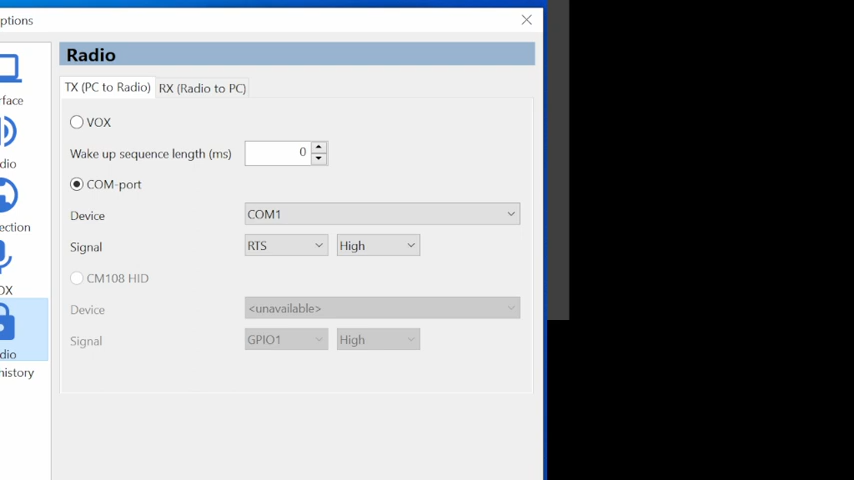 ptions
Radio
rface
TX (PC to Radio) RX (Radio to PC)
VOX
dio
Wake up sequence length (ms) 0
COM-port
Device COM1
ection
Signal RTS High
CM108 HID
OX
Device <unavailable>
Signal GPIO1 High
dio
history